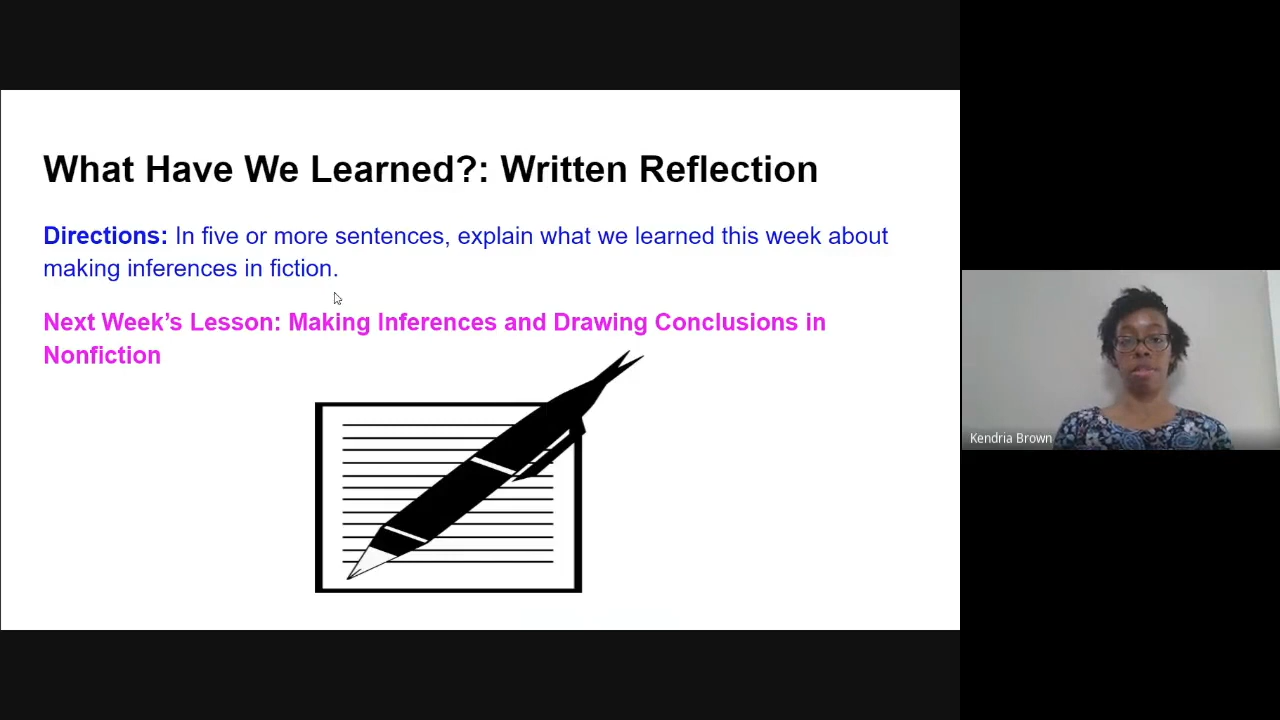 What Have We Learned?: Written Reflection
Directions: In five or more sentences, explain what we learned this week about
making inferences in fiction.
Next Week’s Lesson: Making Inferences and Drawing Conclusions in
Nonfiction
Kendria Brown